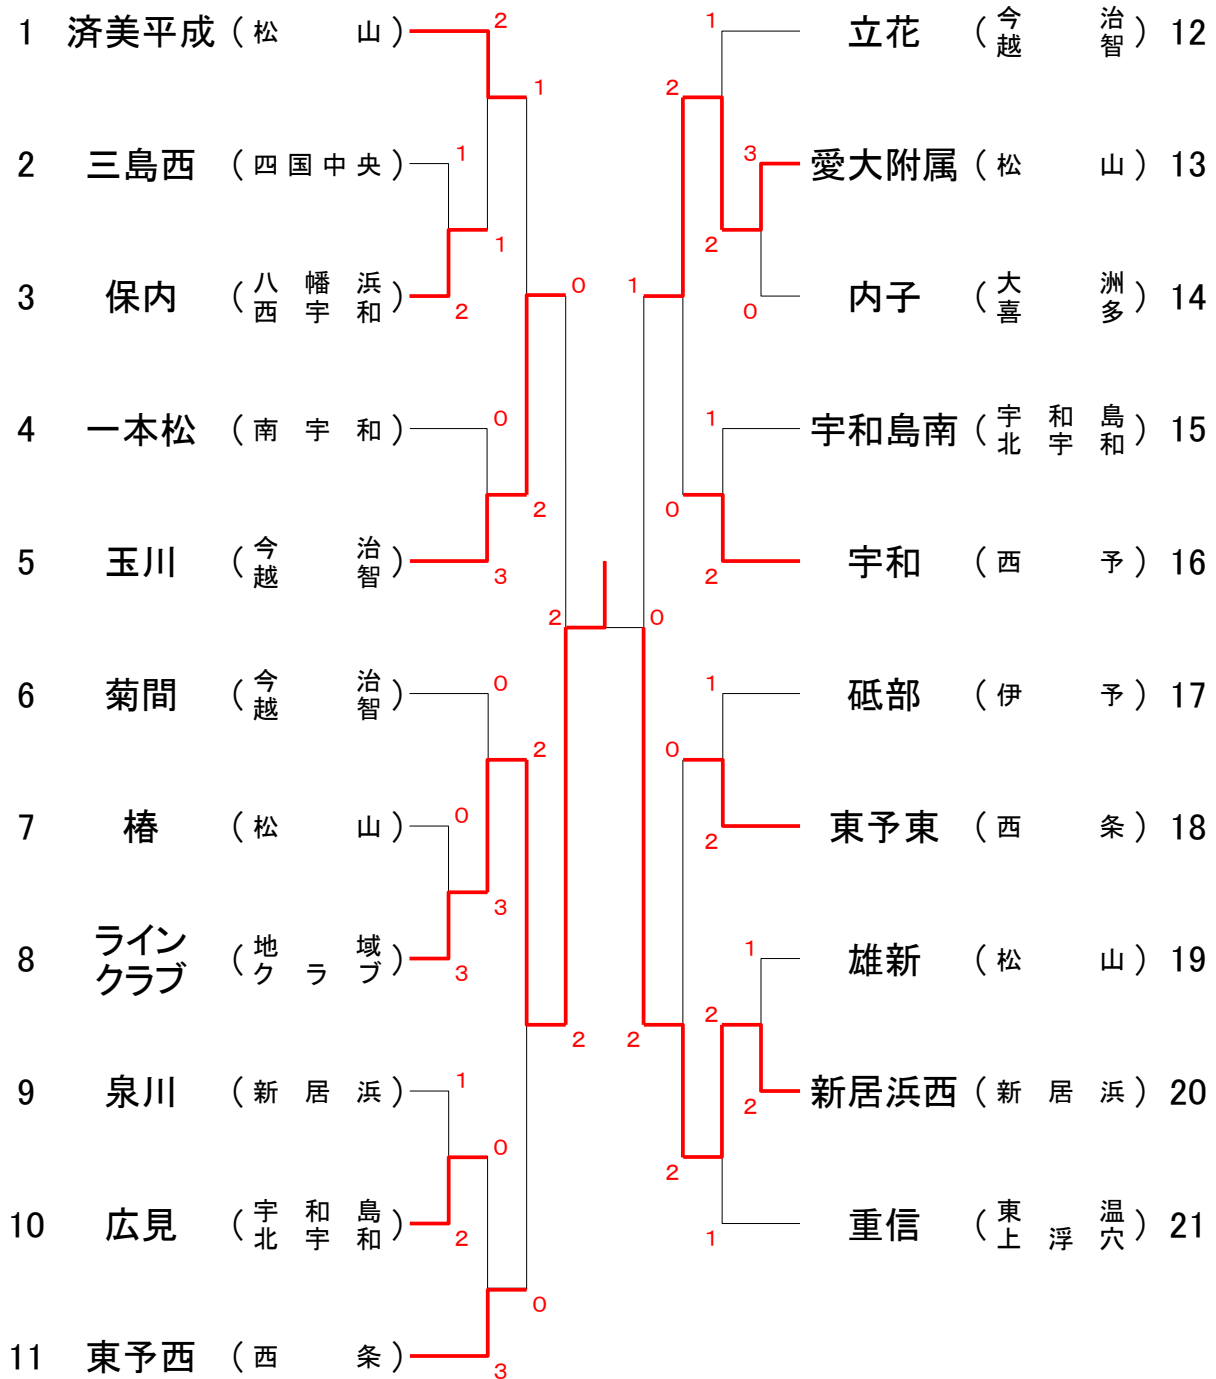 1 済美平成 (松山) 2
1
2 三島西 (四国中央) 1
1
3 保内 (八幡浜
西宇和) 2
0
4 一本松 (南宇和) 0
2
5 玉川 (今治
越智) 3
2
6 菊間 (今治
越智) 0
2
7 椿 (松山) 0
3
8 ライン
クラブ (地域
クラブ) 3
2
9 泉川 (新居浜) 1
0
10 広見 (宇和島
北宇和) 2
0
11 東予西 (西条) 3
1 立花 (今治
越智) 12
2
3 愛大附属 (松山) 13
2
1
0 内子 (大洲
喜多) 14
1 宇和島南 (宇和島
北宇和) 15
0
2 宇和 (西予) 16
0
1 砥部 (伊予) 17
0
2 東予東 (西条) 18
1 雄新 (松山) 19
2
2
2 新居浜西 (新居浜) 20
2
1 重信 (東温
上浮穴) 21